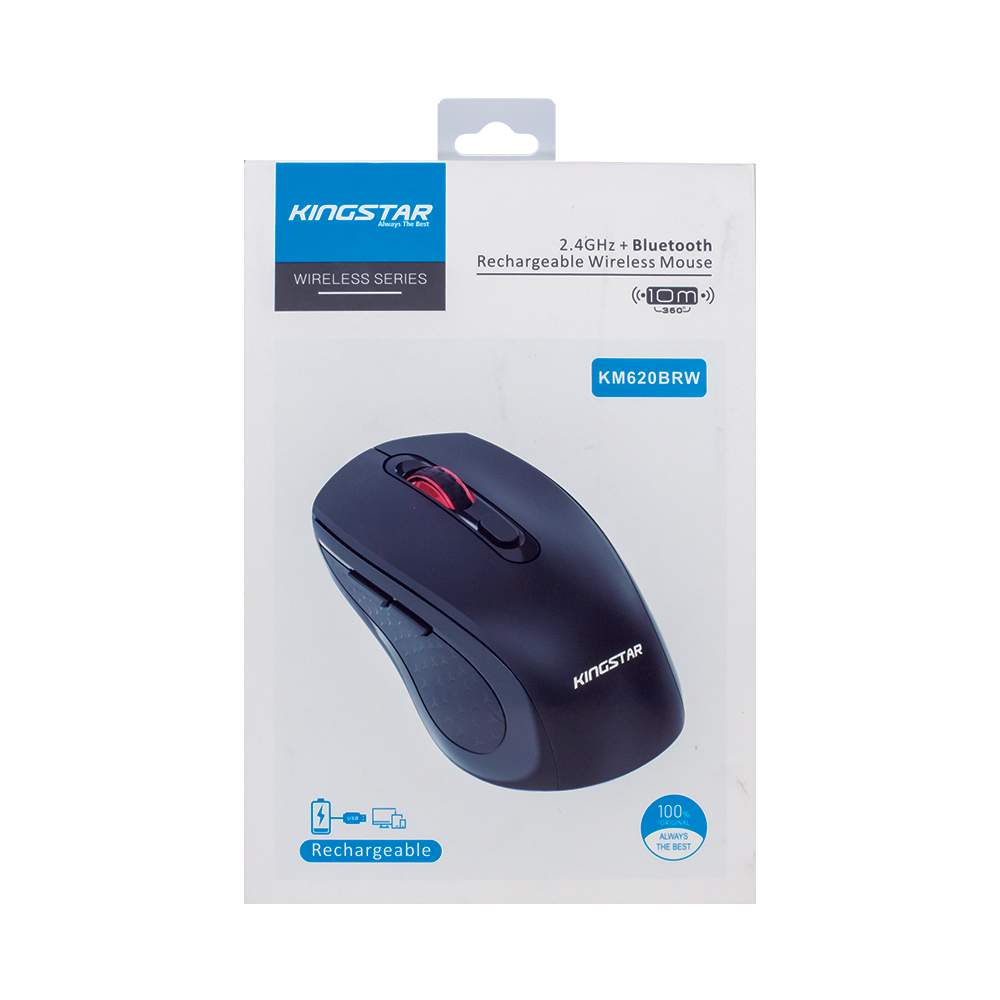 KINGSTAR
Always The Best
WIRELESS SERIES
2.4GHz + Bluetooth
Rechargeable Wireless Mouse
10m
360°
KM620BRW
KINGSTAR
USB
Rechargeable
100%
ORIGINAL
ALWAYS
THE BEST